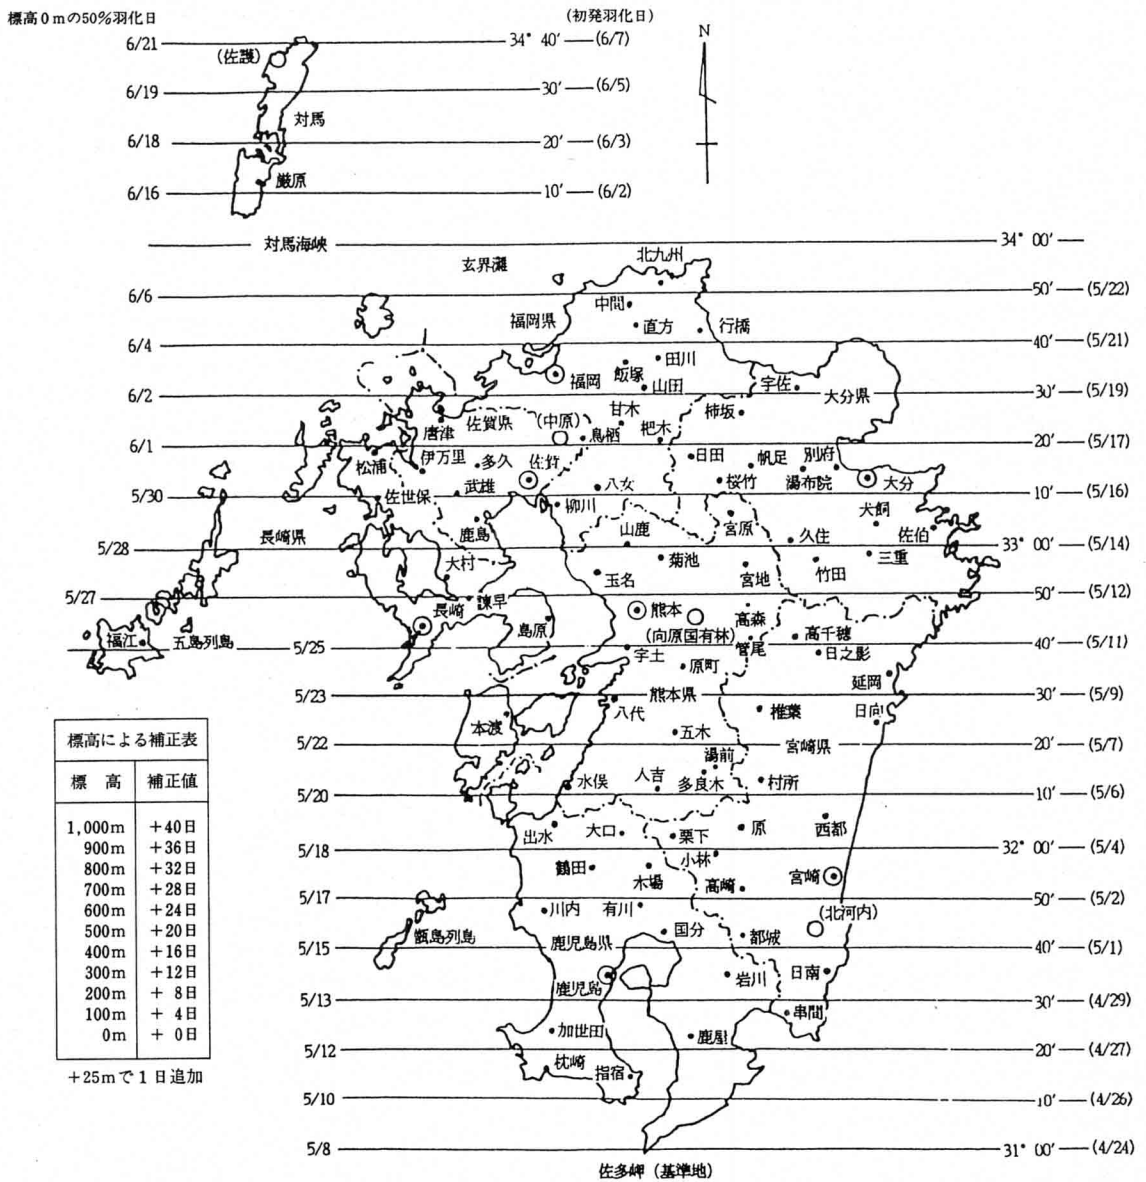 標高0mの50%羽化日
(初発羽化日)
N
6/21
34° 40′
(6/7)
(佐護)
6/19
30′
(6/5)
対馬
6/18
20′
(6/3)
厳原
6/16
10′
(6/2)
対馬海峡
34° 00′
玄界灘
北九州
6/6
中間
50′
(5/22)
福岡県
直方
行橋
6/4
40′
(5/21)
田川
福岡
飯塚
山田
宇佐
大分県
6/2
30′
(5/19)
唐津
佐賀県
(中原)
甘木
鳥栖
杷木
柿坂
6/1
20′
(5/17)
松浦
伊万里
多久
佐賀
日田
帆足
別府
武雄
八女
桜竹
湯布院
大分
5/30
佐世保
柳川
10′
(5/16)
長崎県
鹿島
山鹿
宮原
久住
犬飼
佐伯
5/28
33° 00′
(5/14)
大村
玉名
菊池
宮地
竹田
三重
5/27
50′
(5/12)
長崎
諫早
島原
熊本
高森
福江
五島列島
(向原国有林)
高千穂
5/25
宇土
菅尾
日之影
40′
(5/11)
原町
延岡
5/23
熊本県
30′
(5/9)
本渡
八代
椎葉
日向
五木
5/22
宮崎県
20′
(5/7)
湯前
水俣
人吉
多良木
村所
5/20
10′
(5/6)
出水
大口
栗下
原
西都
5/18
32° 00′
(5/4)
鶴田
木場
小林
高崎
宮崎
5/17
50′
(5/2)
川内
有川
(北河内)
甑島列島
鹿児島県
国分
都城
5/15
40′
(5/1)
鹿児島
岩川
日南
5/13
30′
(4/29)
串間
加世田
鹿屋
5/12
20′
(4/27)
枕崎
指宿
5/10
10′
(4/26)
5/8
31° 00′
(4/24)
佐多岬(基準地)
標高による補正表
標高 補正値
1,000m +40日
900m +36日
800m +32日
700m +28日
600m +24日
500m +20日
400m +16日
300m +12日
200m + 8日
100m + 4日
0m + 0日
+25mで1日追加